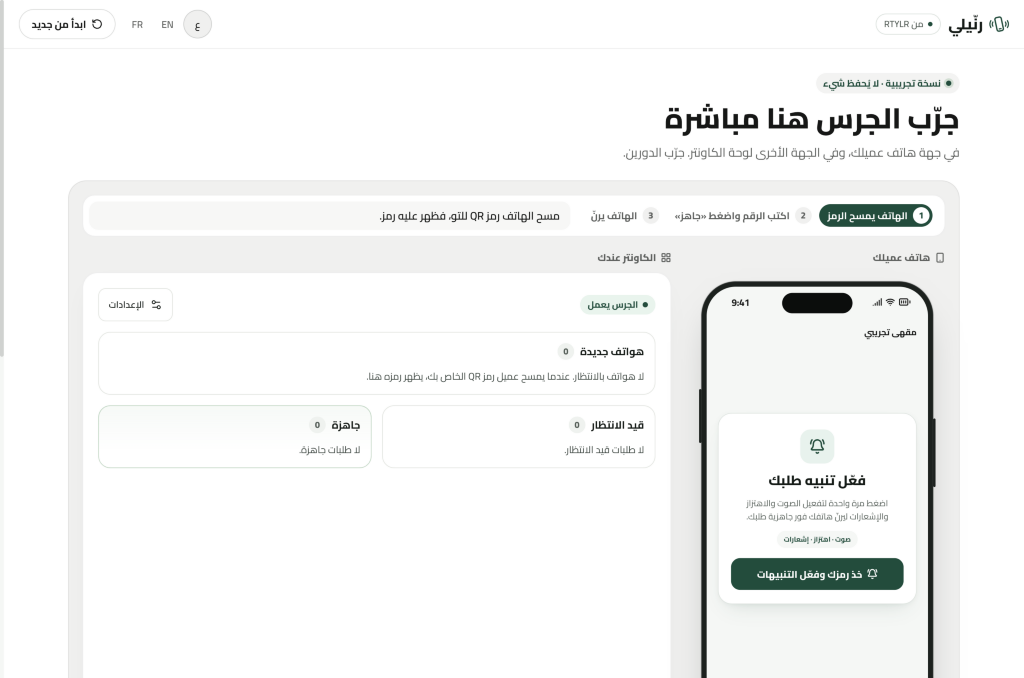 رنّيلي
من RTYLR
ع
EN
FR
ابدأ من جديد
نسخة تجريبية · لا يُحفظ شيء
جرّب الجرس هنا مباشرة
في جهة هاتف عميلك، وفي الجهة الأخرى لوحة الكاونتر. جرّب الدورين.
1 الهاتف يمسح الرمز
2 اكتب الرقم واضغط «جاهز»
3 الهاتف يرنّ
مسح الهاتف رمز QR للتو، فظهر عليه رمز.
هاتف عميلك
9:41
مقهى تجريبي
فعّل تنبيه طلبك
اضغط مرة واحدة لتفعيل الصوت والاهتزاز
والإشعارات ليرنّ هاتفك فور جاهزية طلبك.
صوت · اهتزاز · إشعارات
خذ رمزك وفعّل التنبيهات
الكاونتر عندك
الجرس يعمل
الإعدادات
هواتف جديدة 0
لا هواتف بالانتظار. عندما يمسح عميل رمز QR الخاص بك، يظهر رمزه هنا.
قيد الانتظار 0
لا طلبات قيد الانتظار.
جاهزة 0
لا طلبات جاهزة.